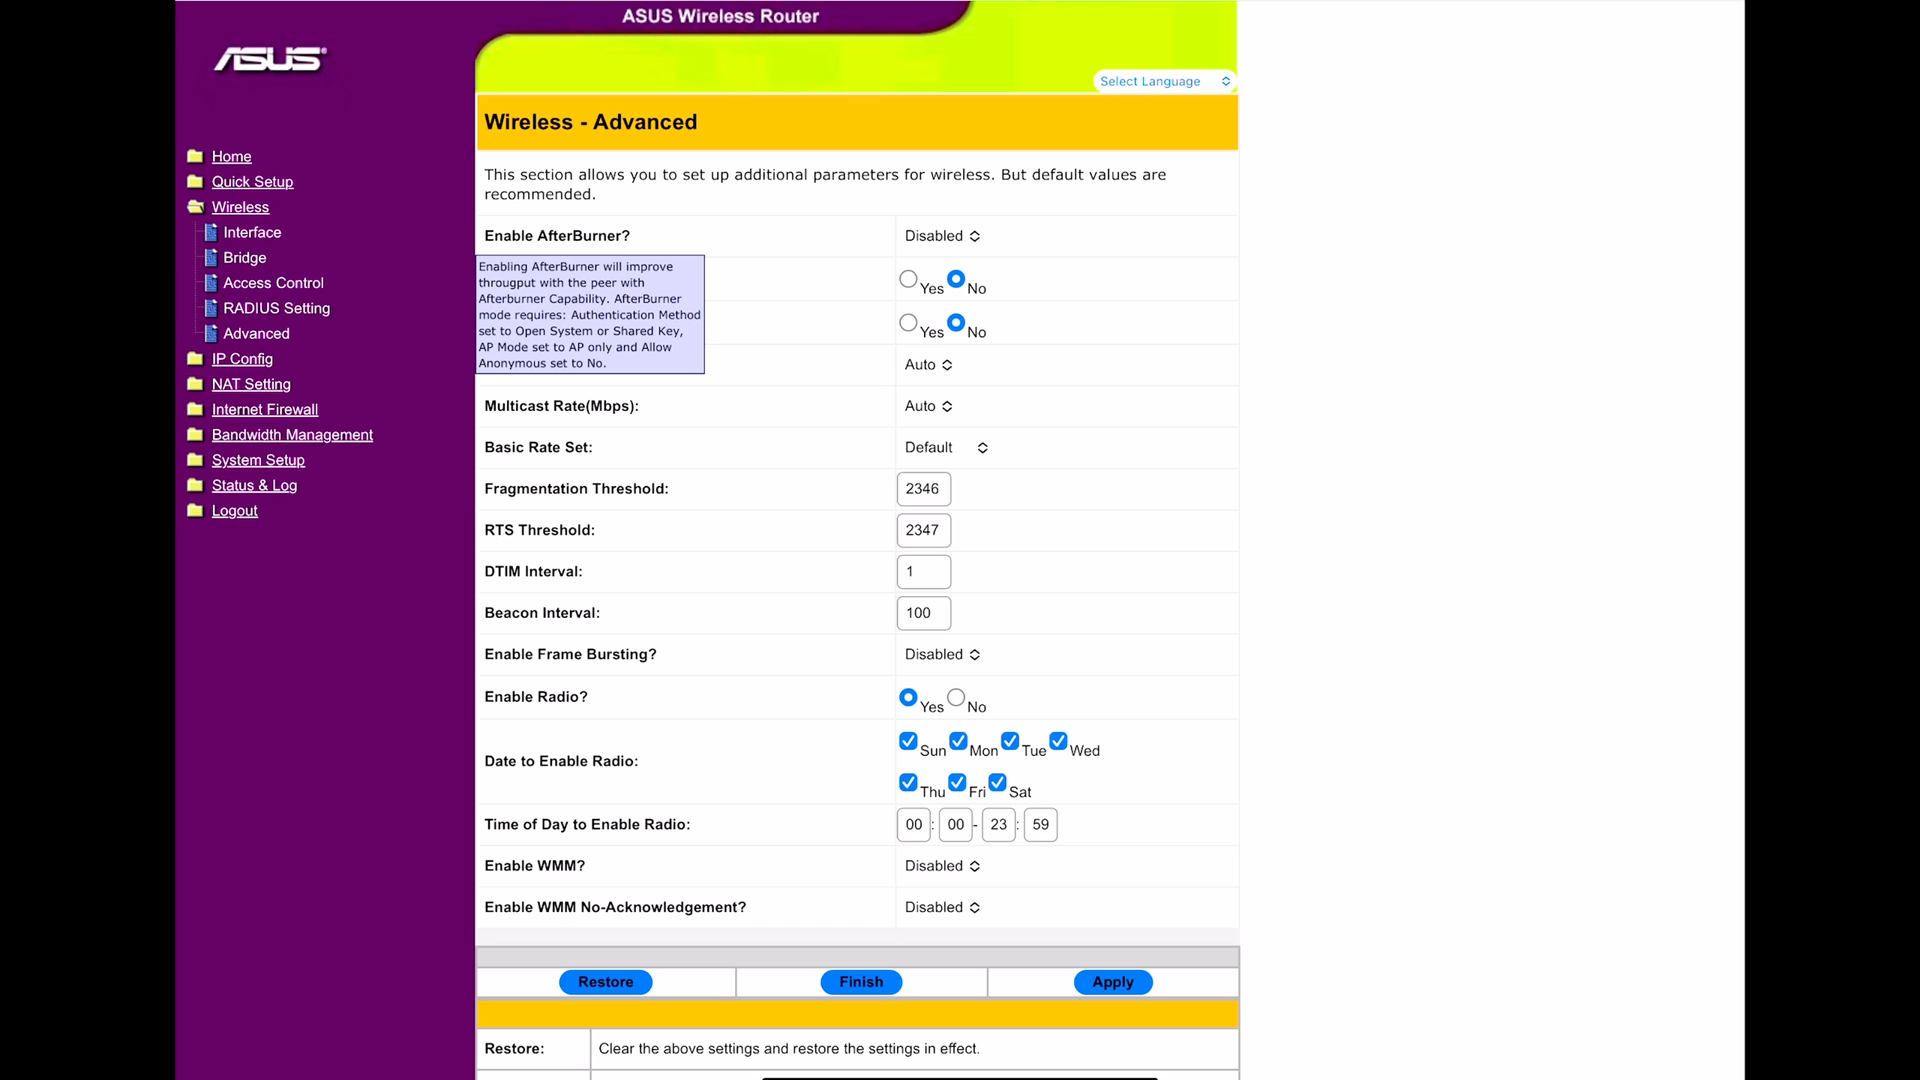 ASUS Wireless Router
ASUS
Select Language
Wireless - Advanced
Home
Quick Setup
Wireless
Interface
Bridge
Access Control
RADIUS Setting
Advanced
IP Config
NAT Setting
Internet Firewall
Bandwidth Management
System Setup
Status & Log
Logout
This section allows you to set up additional parameters for wireless. But default values are
recommended.
Enable AfterBurner? Disabled
Enabling AfterBurner will improve
througput with the peer with
Afterburner Capability. AfterBurner
mode requires: Authentication Method
set to Open System or Shared Key,
AP Mode set to AP only and Allow
Anonymous set to No.
Yes No
Yes No
Auto
Multicast Rate(Mbps): Auto
Basic Rate Set: Default
Fragmentation Threshold: 2346
RTS Threshold: 2347
DTIM Interval: 1
Beacon Interval: 100
Enable Frame Bursting? Disabled
Enable Radio? Yes No
Date to Enable Radio: Sun Mon Tue Wed
Thu Fri Sat
Time of Day to Enable Radio: 00 : 00 - 23 : 59
Enable WMM? Disabled
Enable WMM No-Acknowledgement? Disabled
Restore Finish Apply
Restore: Clear the above settings and restore the settings in effect.